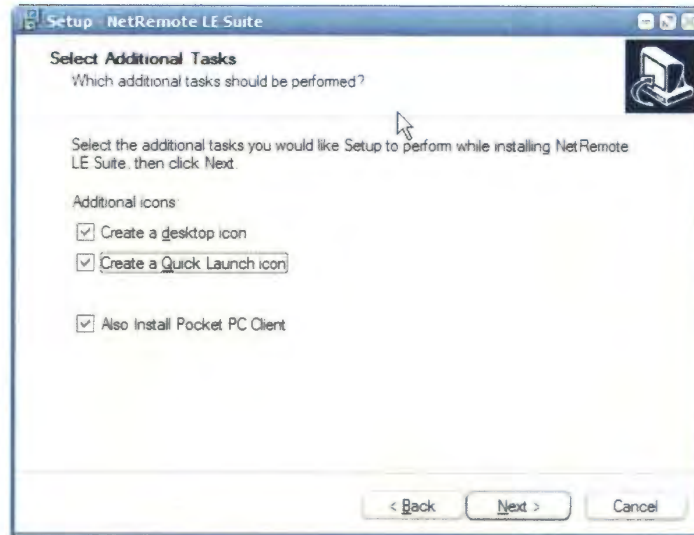 Setup - NetRemote LE Suite
Select Additional Tasks
Which additional tasks should be performed?
Select the additional tasks you would like Setup to perform while installing NetRemote
LE Suite, then click Next.
Additional icons:
Create a desktop icon
Create a Quick Launch icon
Also Install Pocket PC Client
< Back
Next >
Cancel